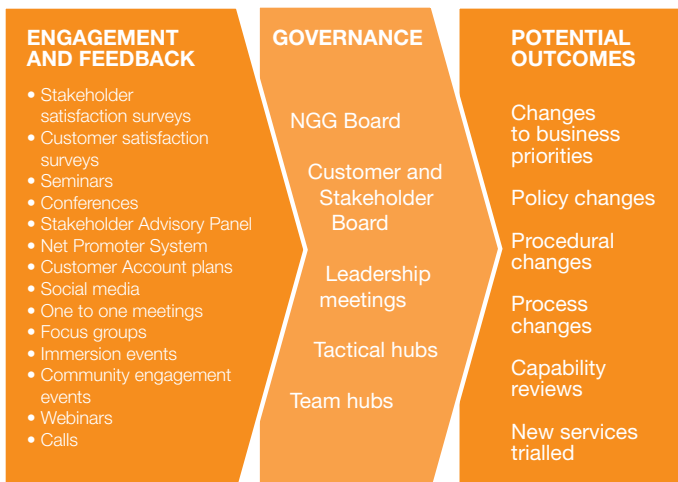 ENGAGEMENT
AND FEEDBACK
• Stakeholder
satisfaction surveys
• Customer satisfaction
surveys
• Seminars
• Conferences
• Stakeholder Advisory Panel
• Net Promoter System
• Customer Account plans
• Social media
• One to one meetings
• Focus groups
• Immersion events
• Community engagement
events
• Webinars
• Calls
GOVERNANCE
NGG Board
Customer and
Stakeholder
Board
Leadership
meetings
Tactical hubs
Team hubs
POTENTIAL
OUTCOMES
Changes
to business
priorities
Policy changes
Procedural
changes
Process
changes
Capability
reviews
New services
trialled